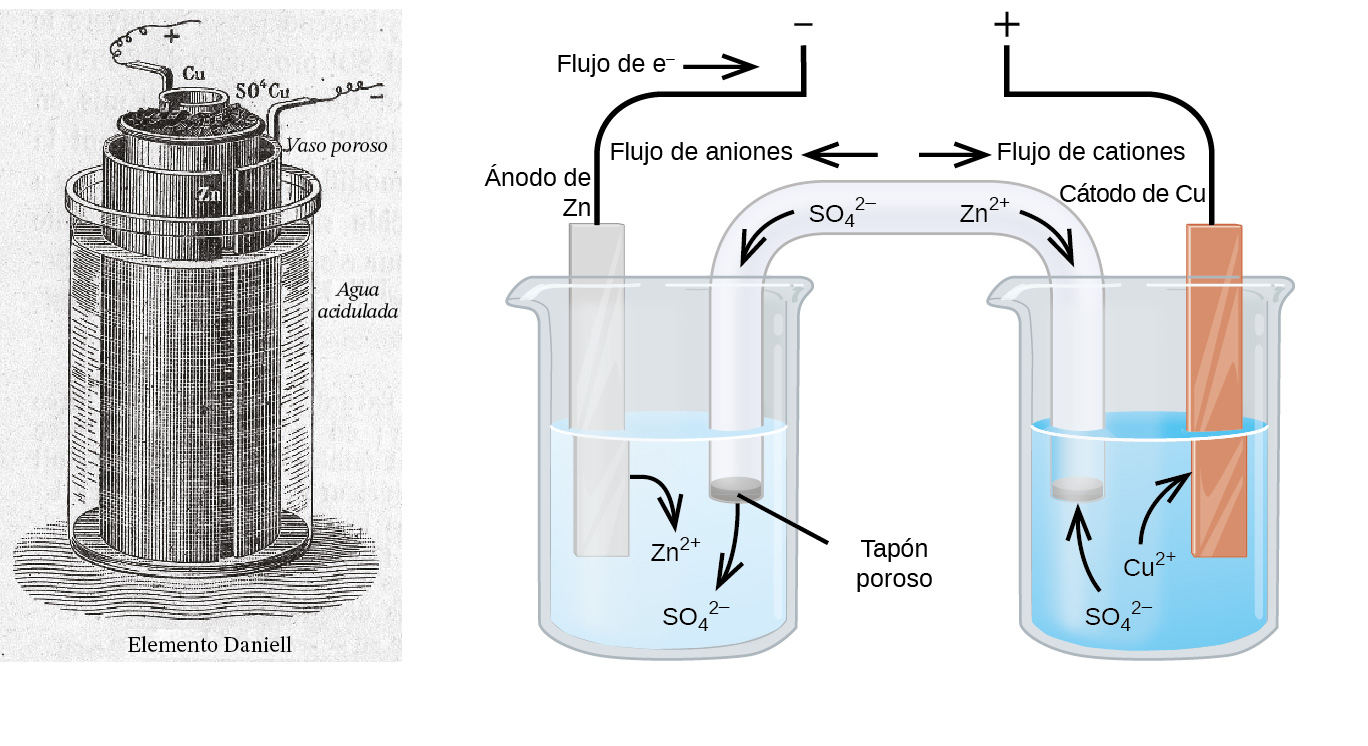 +
Cu
SO⁴Cu
−
Vaso poroso
Zn
Agua
acidulada
Elemento Daniell
− +
Flujo de e⁻
Flujo de aniones
Flujo de cationes
Ánodo de
Zn
Cátodo de Cu
SO₄²⁻
Zn²⁺
Zn²⁺
SO₄²⁻
Tapón
poroso
Cu²⁺
SO₄²⁻